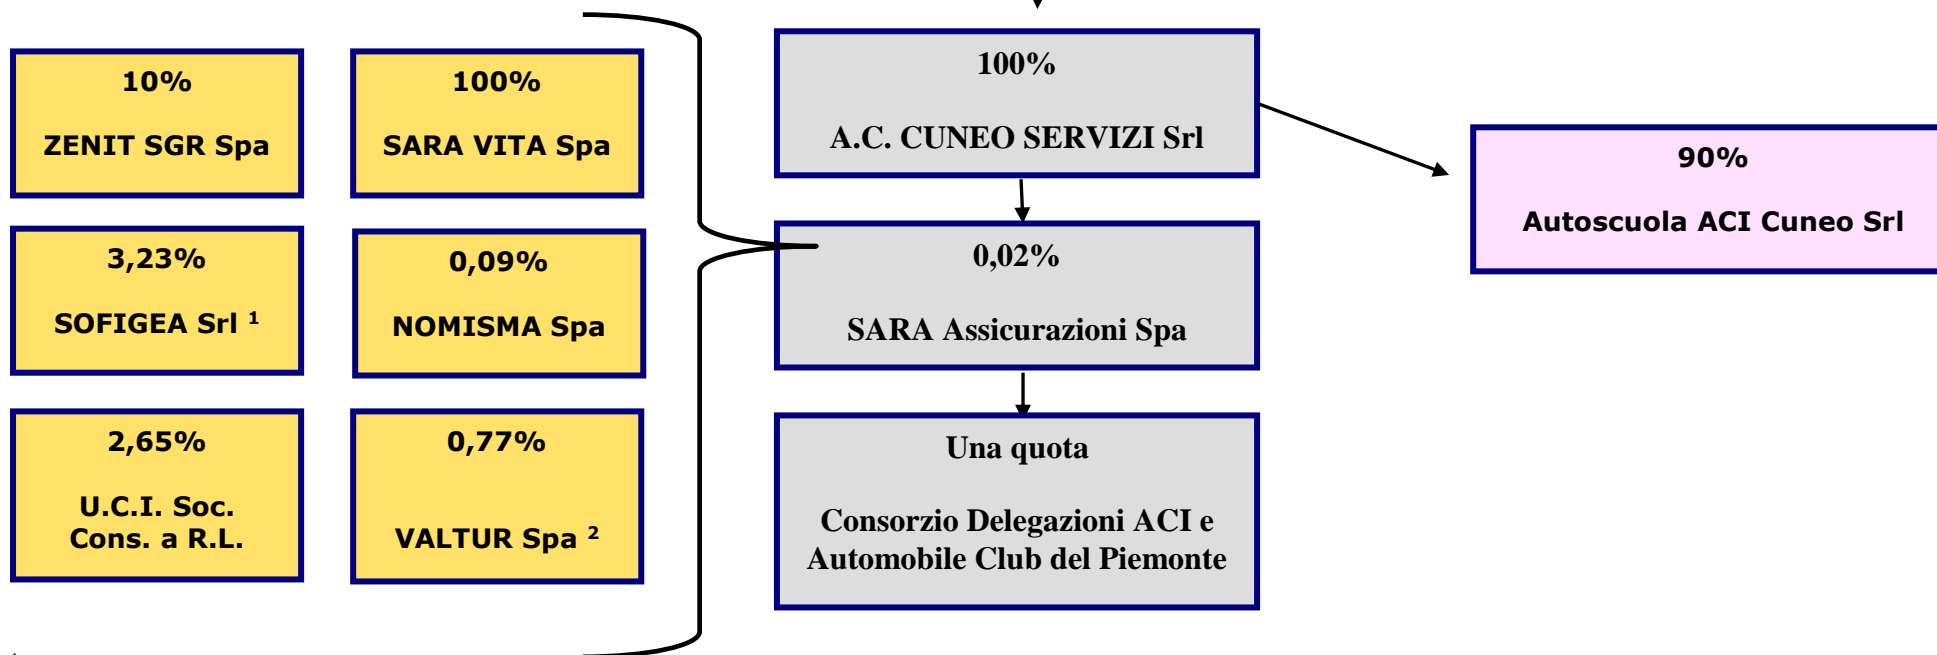 10%
ZENIT SGR Spa
100%
SARA VITA Spa
3,23%
SOFIGEA Srl ¹
0,09%
NOMISMA Spa
2,65%
U.C.I. Soc.
Cons. a R.L.
0,77%
VALTUR Spa ²
100%
A.C. CUNEO SERVIZI Srl
0,02%
SARA Assicurazioni Spa
Una quota
Consorzio Delegazioni ACI e
Automobile Club del Piemonte
90%
Autoscuola ACI Cuneo Srl